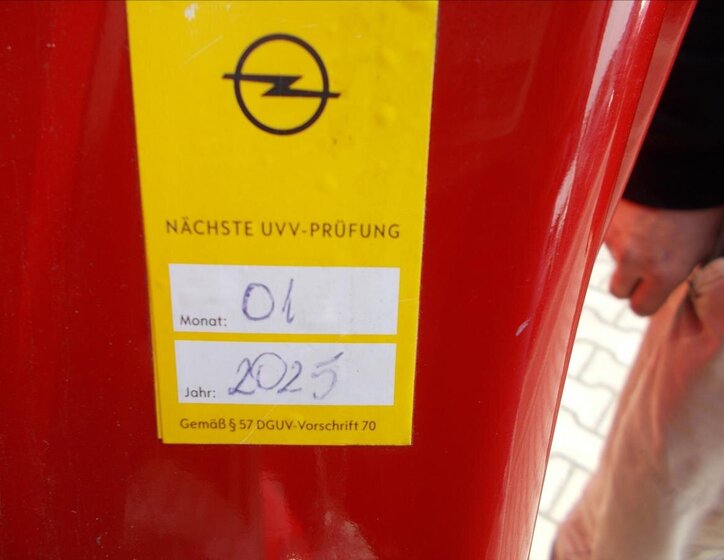 NÄCHSTE UVV-PRÜFUNG
Monat: 01
Jahr: 2025
Gemäß § 57 DGUV-Vorschrift 70